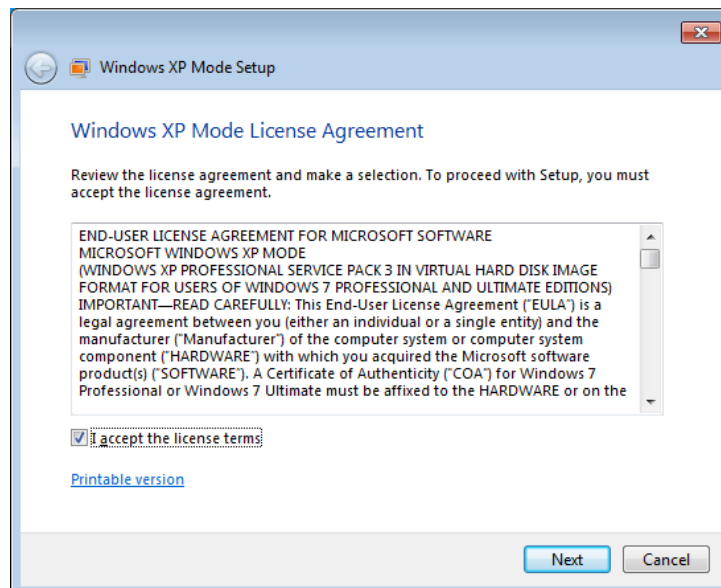 Windows XP Mode Setup
Windows XP Mode License Agreement
Review the license agreement and make a selection. To proceed with Setup, you must
accept the license agreement.
END-USER LICENSE AGREEMENT FOR MICROSOFT SOFTWARE
MICROSOFT WINDOWS XP MODE
(WINDOWS XP PROFESSIONAL SERVICE PACK 3 IN VIRTUAL HARD DISK IMAGE
FORMAT FOR USERS OF WINDOWS 7 PROFESSIONAL AND ULTIMATE EDITIONS)
IMPORTANT—READ CAREFULLY: This End-User License Agreement ("EULA") is a
legal agreement between you (either an individual or a single entity) and the
manufacturer ("Manufacturer") of the computer system or computer system
component ("HARDWARE") with which you acquired the Microsoft software
product(s) ("SOFTWARE"). A Certificate of Authenticity ("COA") for Windows 7
Professional or Windows 7 Ultimate must be affixed to the HARDWARE or on the
I accept the license terms
Printable version
Next Cancel